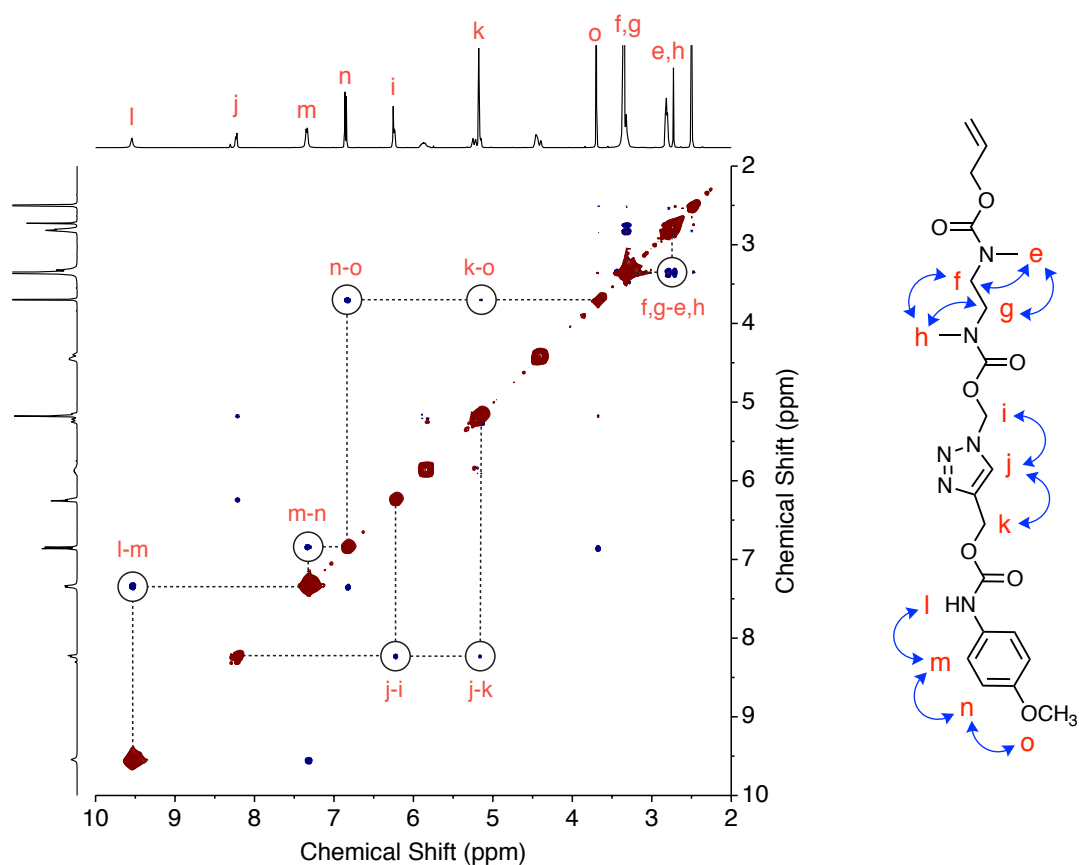 l
j
m
n
i
k
o
f,g
e,h
2
3
4
5
6
7
8
9
10
Chemical Shift (ppm)
n-o
k-o
f,g-e,h
m-n
l-m
j-i
j-k
10
9
8
7
6
5
4
3
2
Chemical Shift (ppm)
O
O
N
e
f
g
h
N
O
O
i
N
N
N
j
k
O
O
l
HN
m
n
OCH3
o